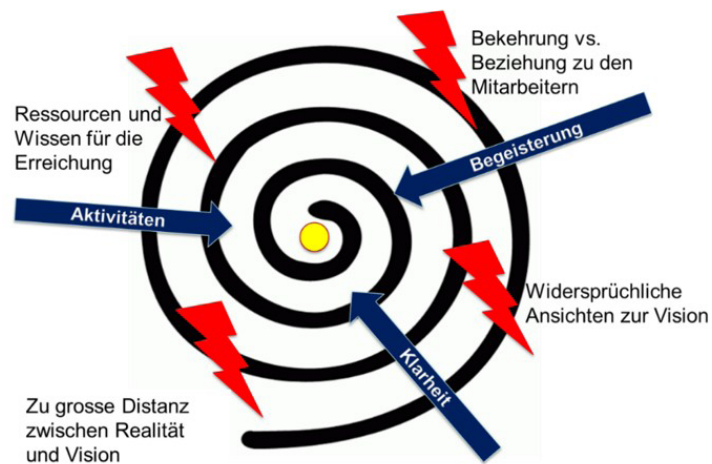 Bekehrung vs.
Beziehung zu den
Mitarbeitern
Ressourcen und
Wissen für die
Erreichung
Begeisterung
Aktivitäten
Widersprüchliche
Ansichten zur Vision
Klarheit
Zu grosse Distanz
zwischen Realität
und Vision